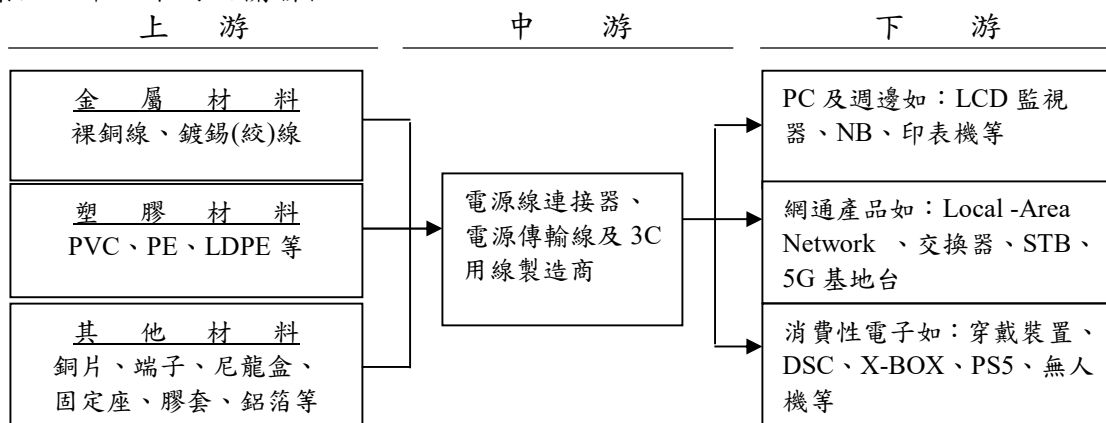 上 游
中 游
下 游
金 屬 材 料
裸銅線、鍍錫(絞)線
塑 膠 材 料
PVC、PE、LDPE 等
其 他 材 料
銅片、端子、尼龍盒、
固定座、膠套、鋁箔等
電源線連接器、
電源傳輸線及 3C
用線製造商
PC 及週邊如：LCD 監視
器、NB、印表機等
網通產品如：Local -Area
Network 、交換器、STB、
5G 基地台
消費性電子如：穿戴裝置、
DSC、X-BOX、PS5、無人
機等